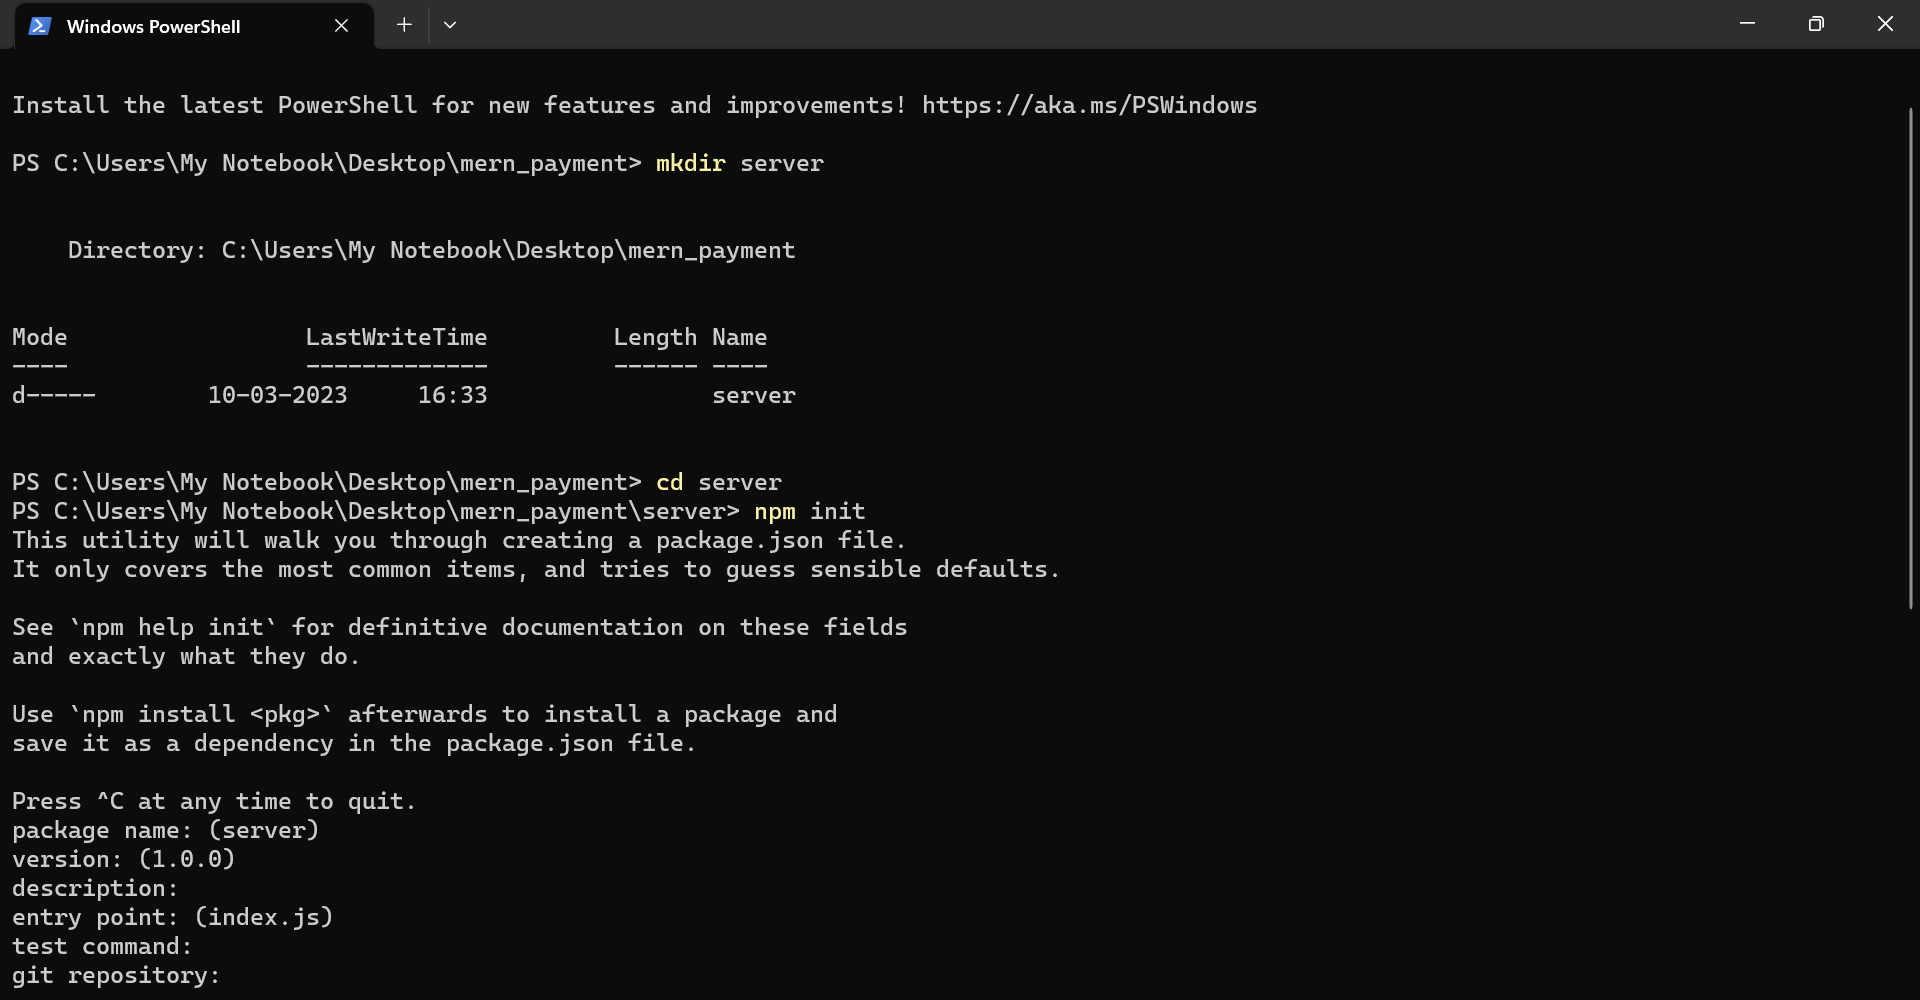 Windows PowerShell
Install the latest PowerShell for new features and improvements! https://aka.ms/PSWindows
PS C:\Users\My Notebook\Desktop\mern_payment> mkdir server
    Directory: C:\Users\My Notebook\Desktop\mern_payment
Mode                 LastWriteTime         Length Name
----                 -------------         ------ ----
d-----        10-03-2023     16:33                server
PS C:\Users\My Notebook\Desktop\mern_payment> cd server
PS C:\Users\My Notebook\Desktop\mern_payment\server> npm init
This utility will walk you through creating a package.json file.
It only covers the most common items, and tries to guess sensible defaults.
See `npm help init` for definitive documentation on these fields
and exactly what they do.
Use `npm install <pkg>` afterwards to install a package and
save it as a dependency in the package.json file.
Press ^C at any time to quit.
package name: (server)
version: (1.0.0)
description:
entry point: (index.js)
test command:
git repository: